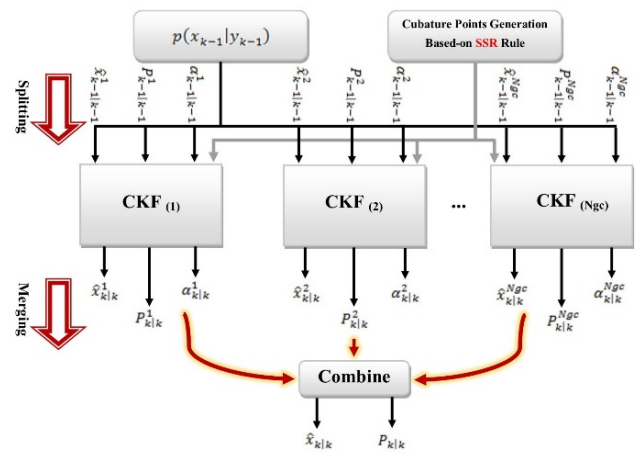 p(x_{k-1}|y_{k-1})
Cubature Points Generation
Based-on SSR Rule
Splitting
x̂^1_{k-1|k-1} P^1_{k-1|k-1} α^1_{k-1|k-1} x̂^2_{k-1|k-1} P^2_{k-1|k-1} α^2_{k-1|k-1} x̂^{Ngc}_{k-1|k-1} P^{Ngc}_{k-1|k-1} α^{Ngc}_{k-1|k-1}
CKF (1) CKF (2) ... CKF (Ngc)
Merging
x̂^1_{k|k} P^1_{k|k} α^1_{k|k} x̂^2_{k|k} P^2_{k|k} α^2_{k|k} x̂^{Ngc}_{k|k} P^{Ngc}_{k|k} α^{Ngc}_{k|k}
Combine
x̂_{k|k} P_{k|k}